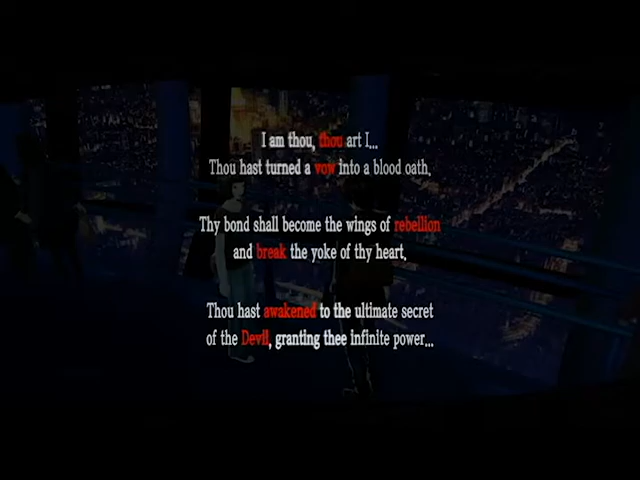 I am thou, thou art I...
Thou hast turned a vow into a blood oath.
Thy bond shall become the wings of rebellion
and break the yoke of thy heart.
Thou hast awakened to the ultimate secret
of the Devil, granting thee infinite power...